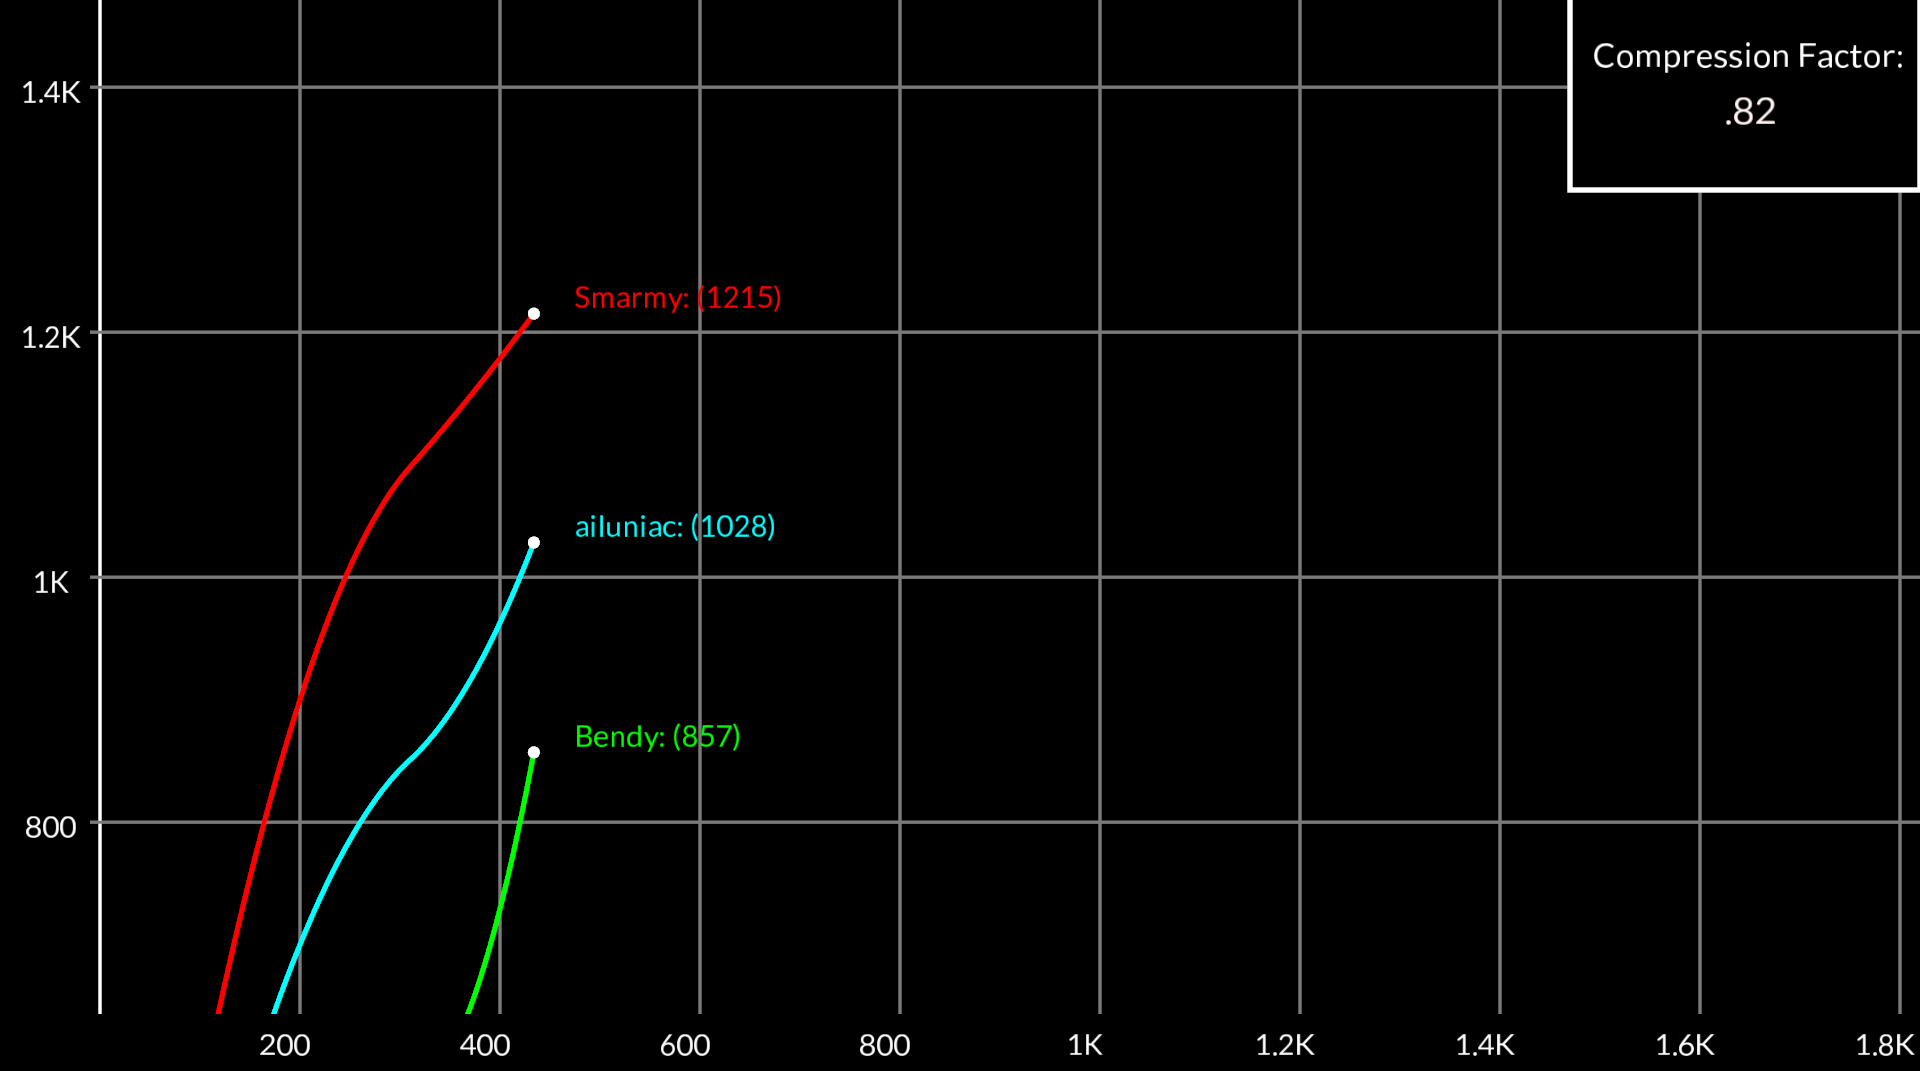 Compression Factor:
.82
1.4K
Smarmy: (1215)
1.2K
ailuniac: (1028)
1K
Bendy: (857)
800
200 400 600 800 1K 1.2K 1.4K 1.6K 1.8K